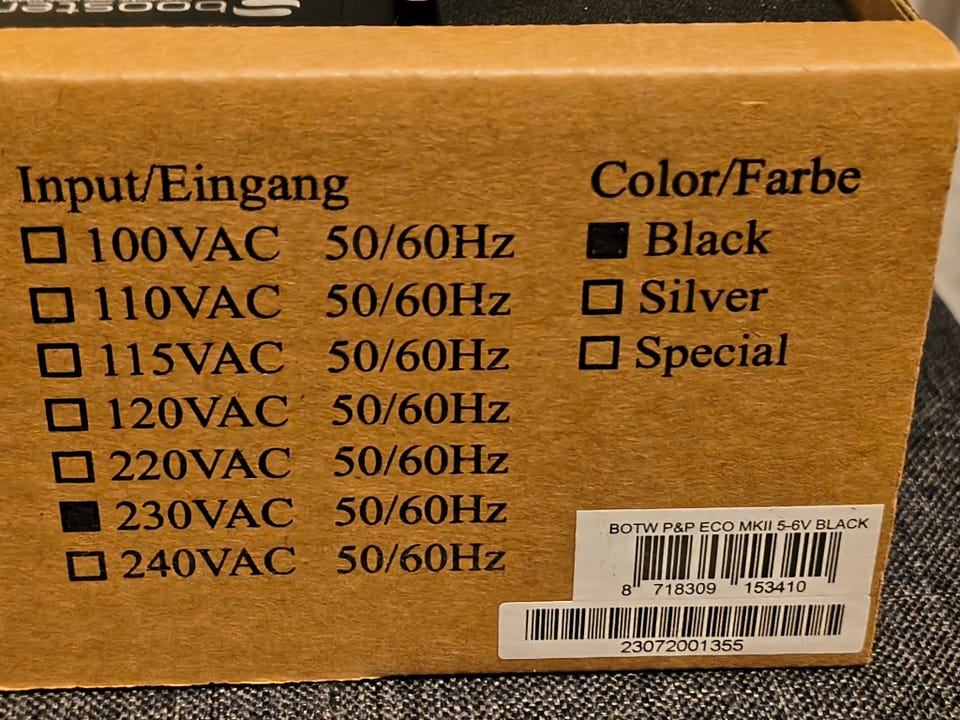 booster
Input/Eingang
100VAC 50/60Hz
110VAC 50/60Hz
115VAC 50/60Hz
120VAC 50/60Hz
220VAC 50/60Hz
230VAC 50/60Hz
240VAC 50/60Hz
Color/Farbe
Black
Silver
Special
BOTW P&P ECO MKII 5-6V BLACK
8 718309 153410
23072001355